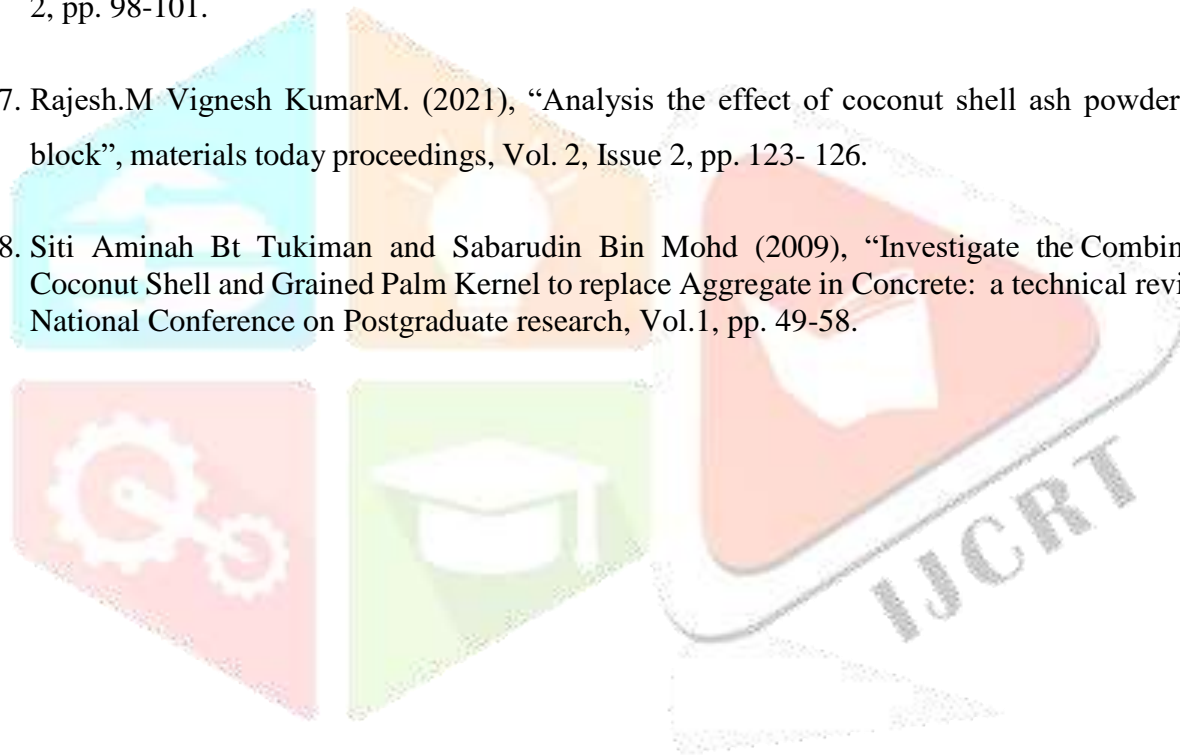 2, pp. 98-101.
7. Rajesh.M Vignesh KumarM. (2021), “Analysis the effect of coconut shell ash powder
block”, materials today proceedings, Vol. 2, Issue 2, pp. 123- 126.
8. Siti Aminah Bt Tukiman and Sabarudin Bin Mohd (2009), “Investigate the Combin
Coconut Shell and Grained Palm Kernel to replace Aggregate in Concrete: a technical revi
National Conference on Postgraduate research, Vol.1, pp. 49-58.
IJCRT